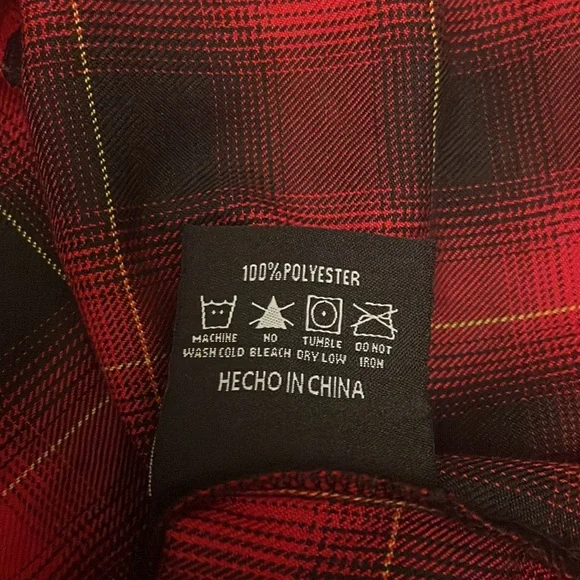 100%POLYESTER
MACHINE NO TUMBLE DO NOT
WASH COLD BLEACH DRY LOW IRON
HECHO IN CHINA